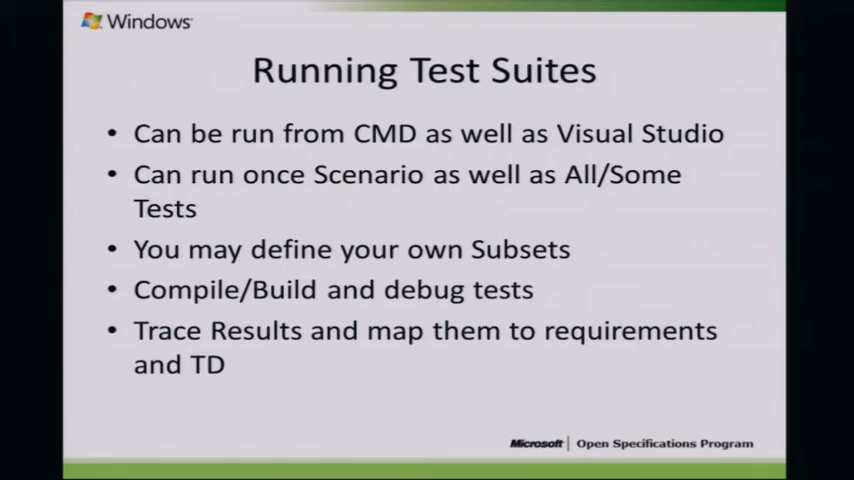 Windows
Running Test Suites
• Can be run from CMD as well as Visual Studio
• Can run once Scenario as well as All/Some
Tests
• You may define your own Subsets
• Compile/Build and debug tests
• Trace Results and map them to requirements
and TD
Microsoft | Open Specifications Program